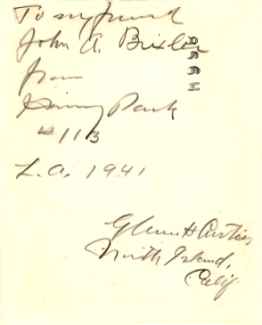 To my friend
John A. Bixler
from
Jimmy Park
#113
L.A. 1941
Glenn H Curtiss
North Island,
Calif